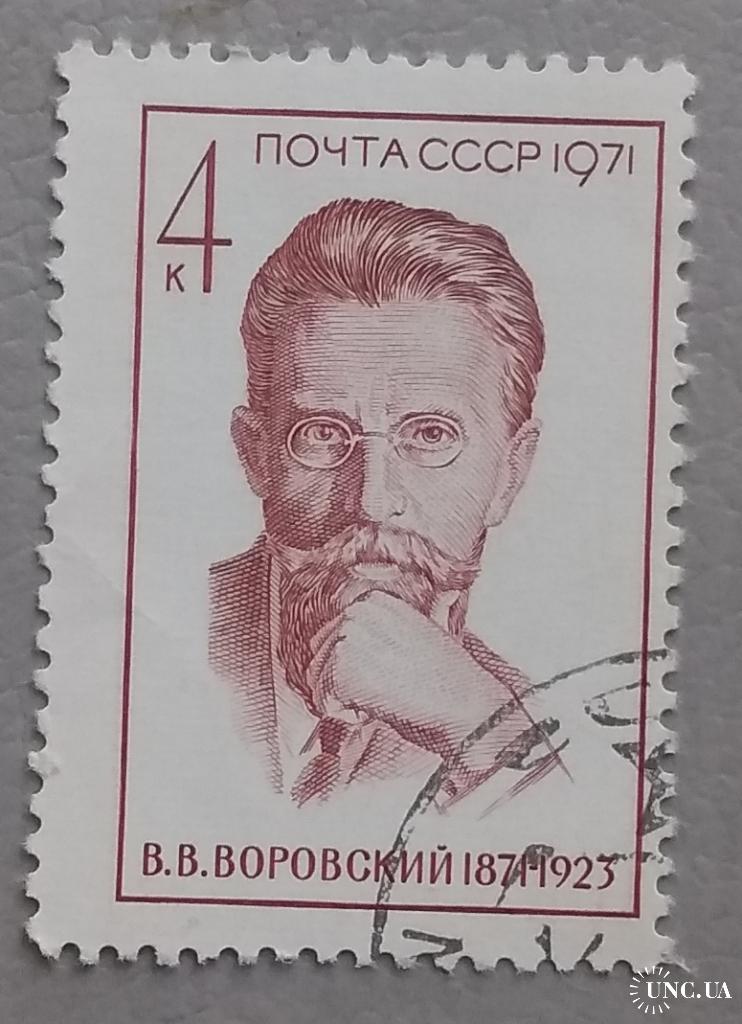 ПОЧТА СССР 1971
4
к
В.В.ВОРОВСКИЙ 1871-1923
UNC.UA